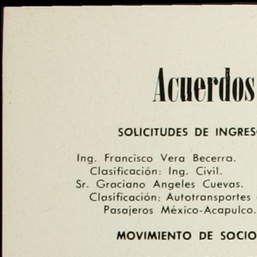 Acuerdos
SOLICITUDES DE INGRES
Ing. Francisco Vera Becerra.
Clasificación: Ing. Civil.
Sr. Graciano Angeles Cuevas.
Clasificación: Autotransportes
Pasajeros México-Acapulco.
MOVIMIENTO DE SOCIO